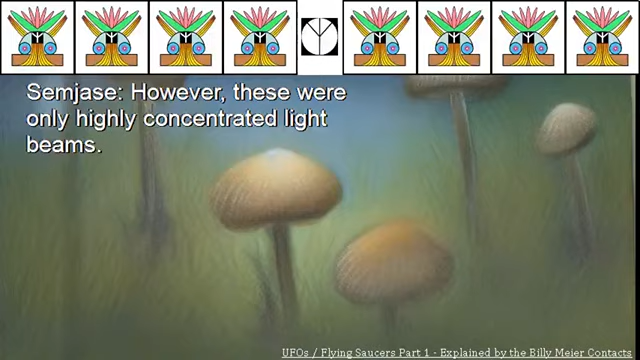 Semjase: However, these were
only highly concentrated light
beams.
UFOs / Flying Saucers Part 1 - Explained by the Billy Meier Contacts